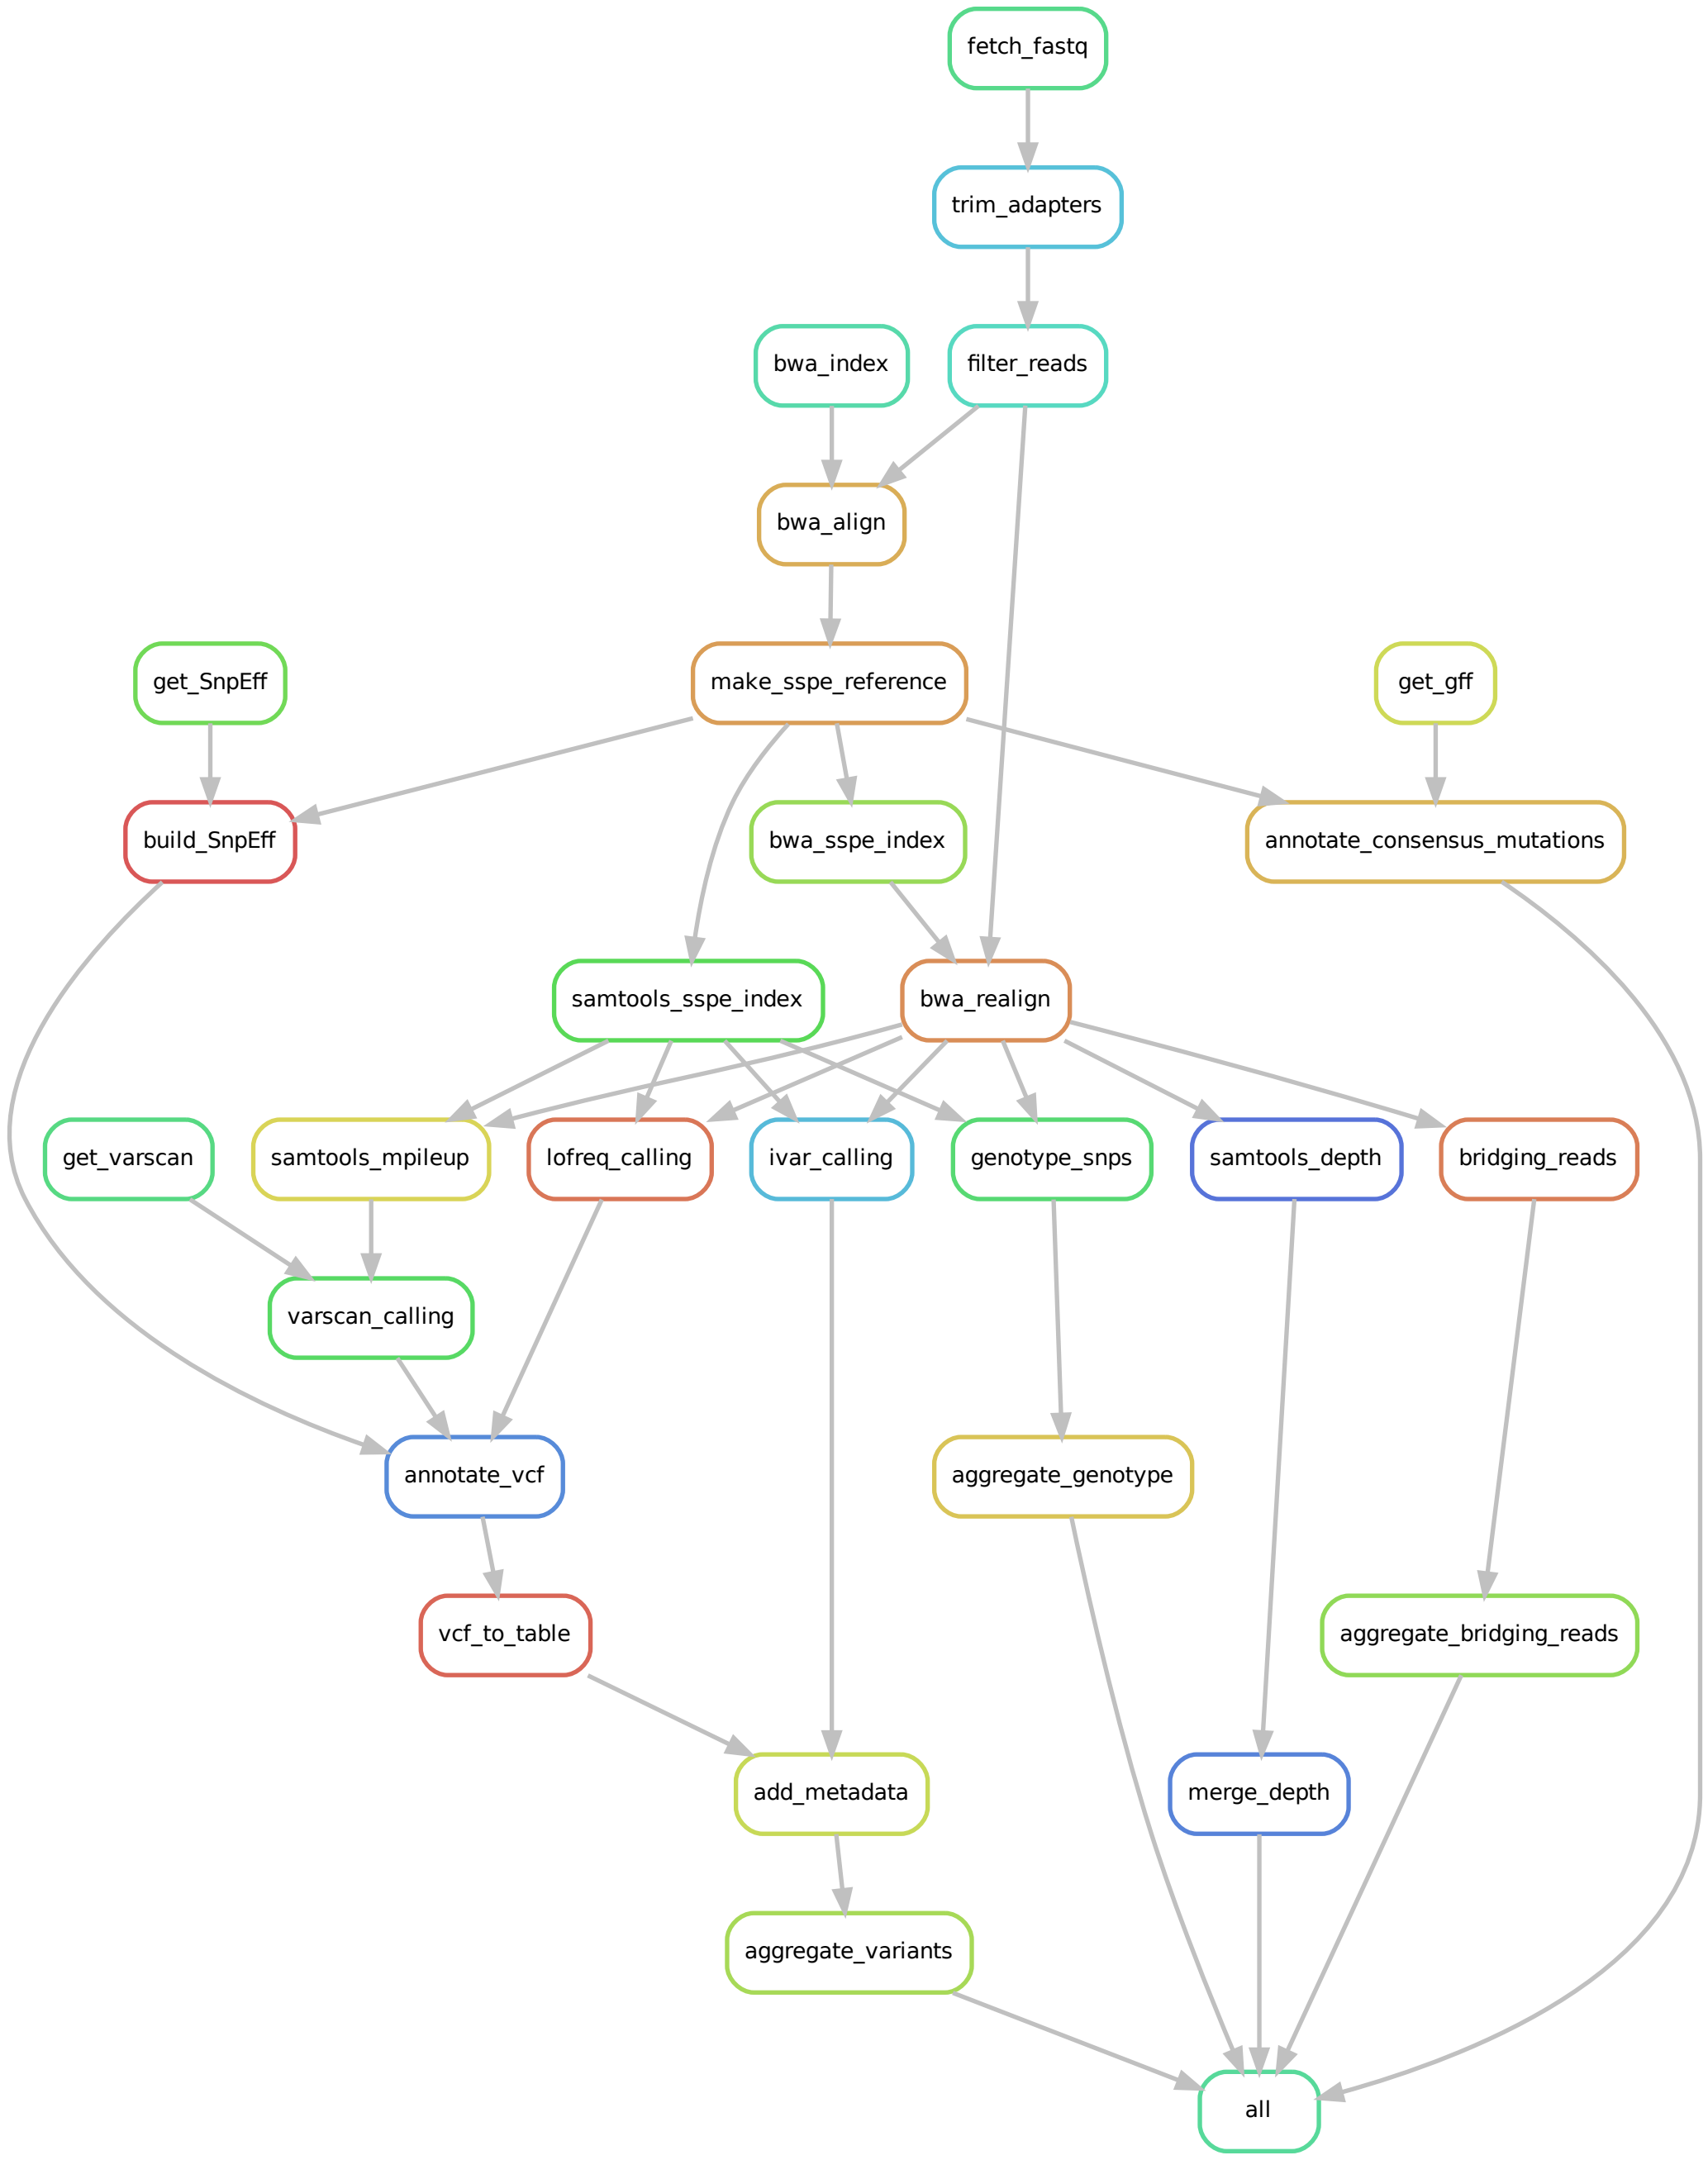 fetch_fastq
trim_adapters
bwa_index
filter_reads
bwa_align
get_SnpEff
make_sspe_reference
get_gff
build_SnpEff
bwa_sspe_index
annotate_consensus_mutations
samtools_sspe_index
bwa_realign
get_varscan
samtools_mpileup
lofreq_calling
ivar_calling
genotype_snps
samtools_depth
bridging_reads
varscan_calling
annotate_vcf
aggregate_genotype
vcf_to_table
aggregate_bridging_reads
add_metadata
merge_depth
aggregate_variants
all